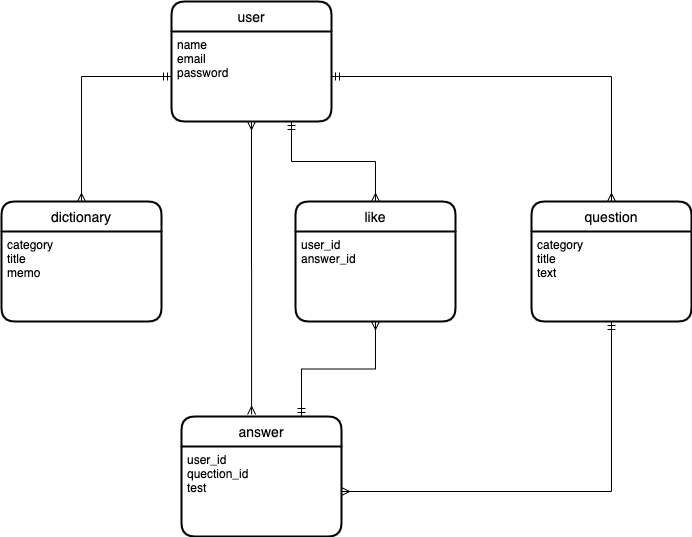 user
name
email
password
dictionary
category
title
memo
like
user_id
answer_id
question
category
title
text
answer
user_id
quection_id
test